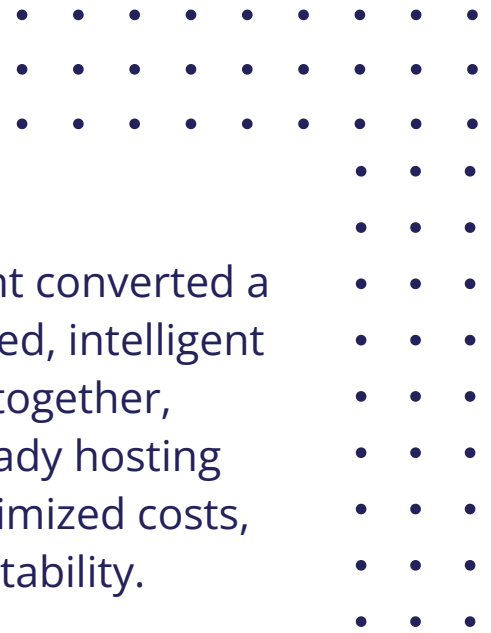 nt converted a
ed, intelligent
together,
ady hosting
imized costs,
tability.